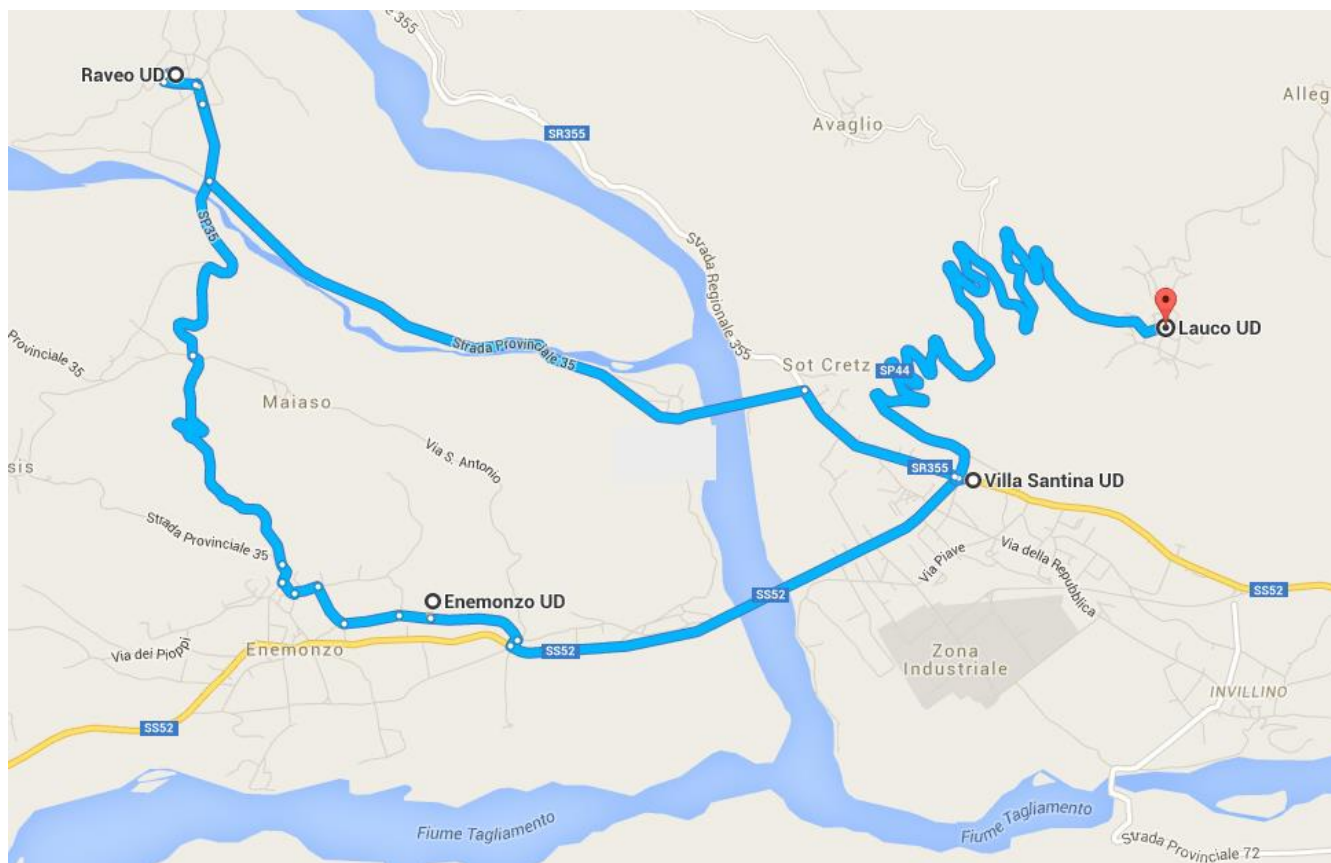 355
Raveo UD
Alleg
Avaglio
SR355
SP35
Strada Regionale 355
Lauco UD
Provinciale 35
Strada Provinciale 35
Sot Cretz
SP44
Maiaso
Via S. Antonio
sis
SR355
Villa Santina UD
Strada Provinciale 35
Via Piave
Via della Repubblica
SS52
SS52
Enemonzo UD
Via dei Pioppi
Enemonzo
SS52
Zona
Industriale
INVILLINO
SS52
Fiume Tagliamento
Fiume Tagliamento
Strada Provinciale 72